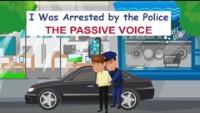 I Was Arrested by the Police
THE PASSIVE VOICE